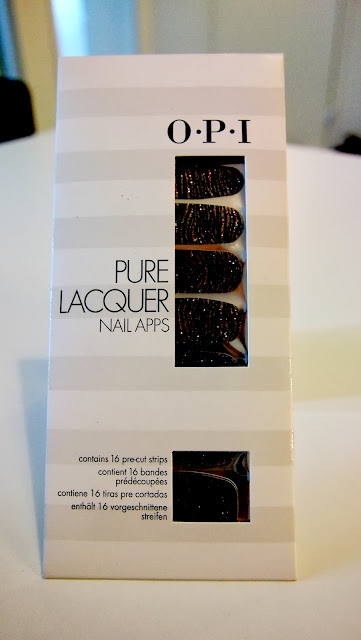 O·P·I
PURE
LACQUER
NAIL APPS
contains 16 pre-cut strips
contient 16 bandes
prédécoupées
contiene 16 tiras pre cortadas
enthält 16 vorgeschnittene
streifen